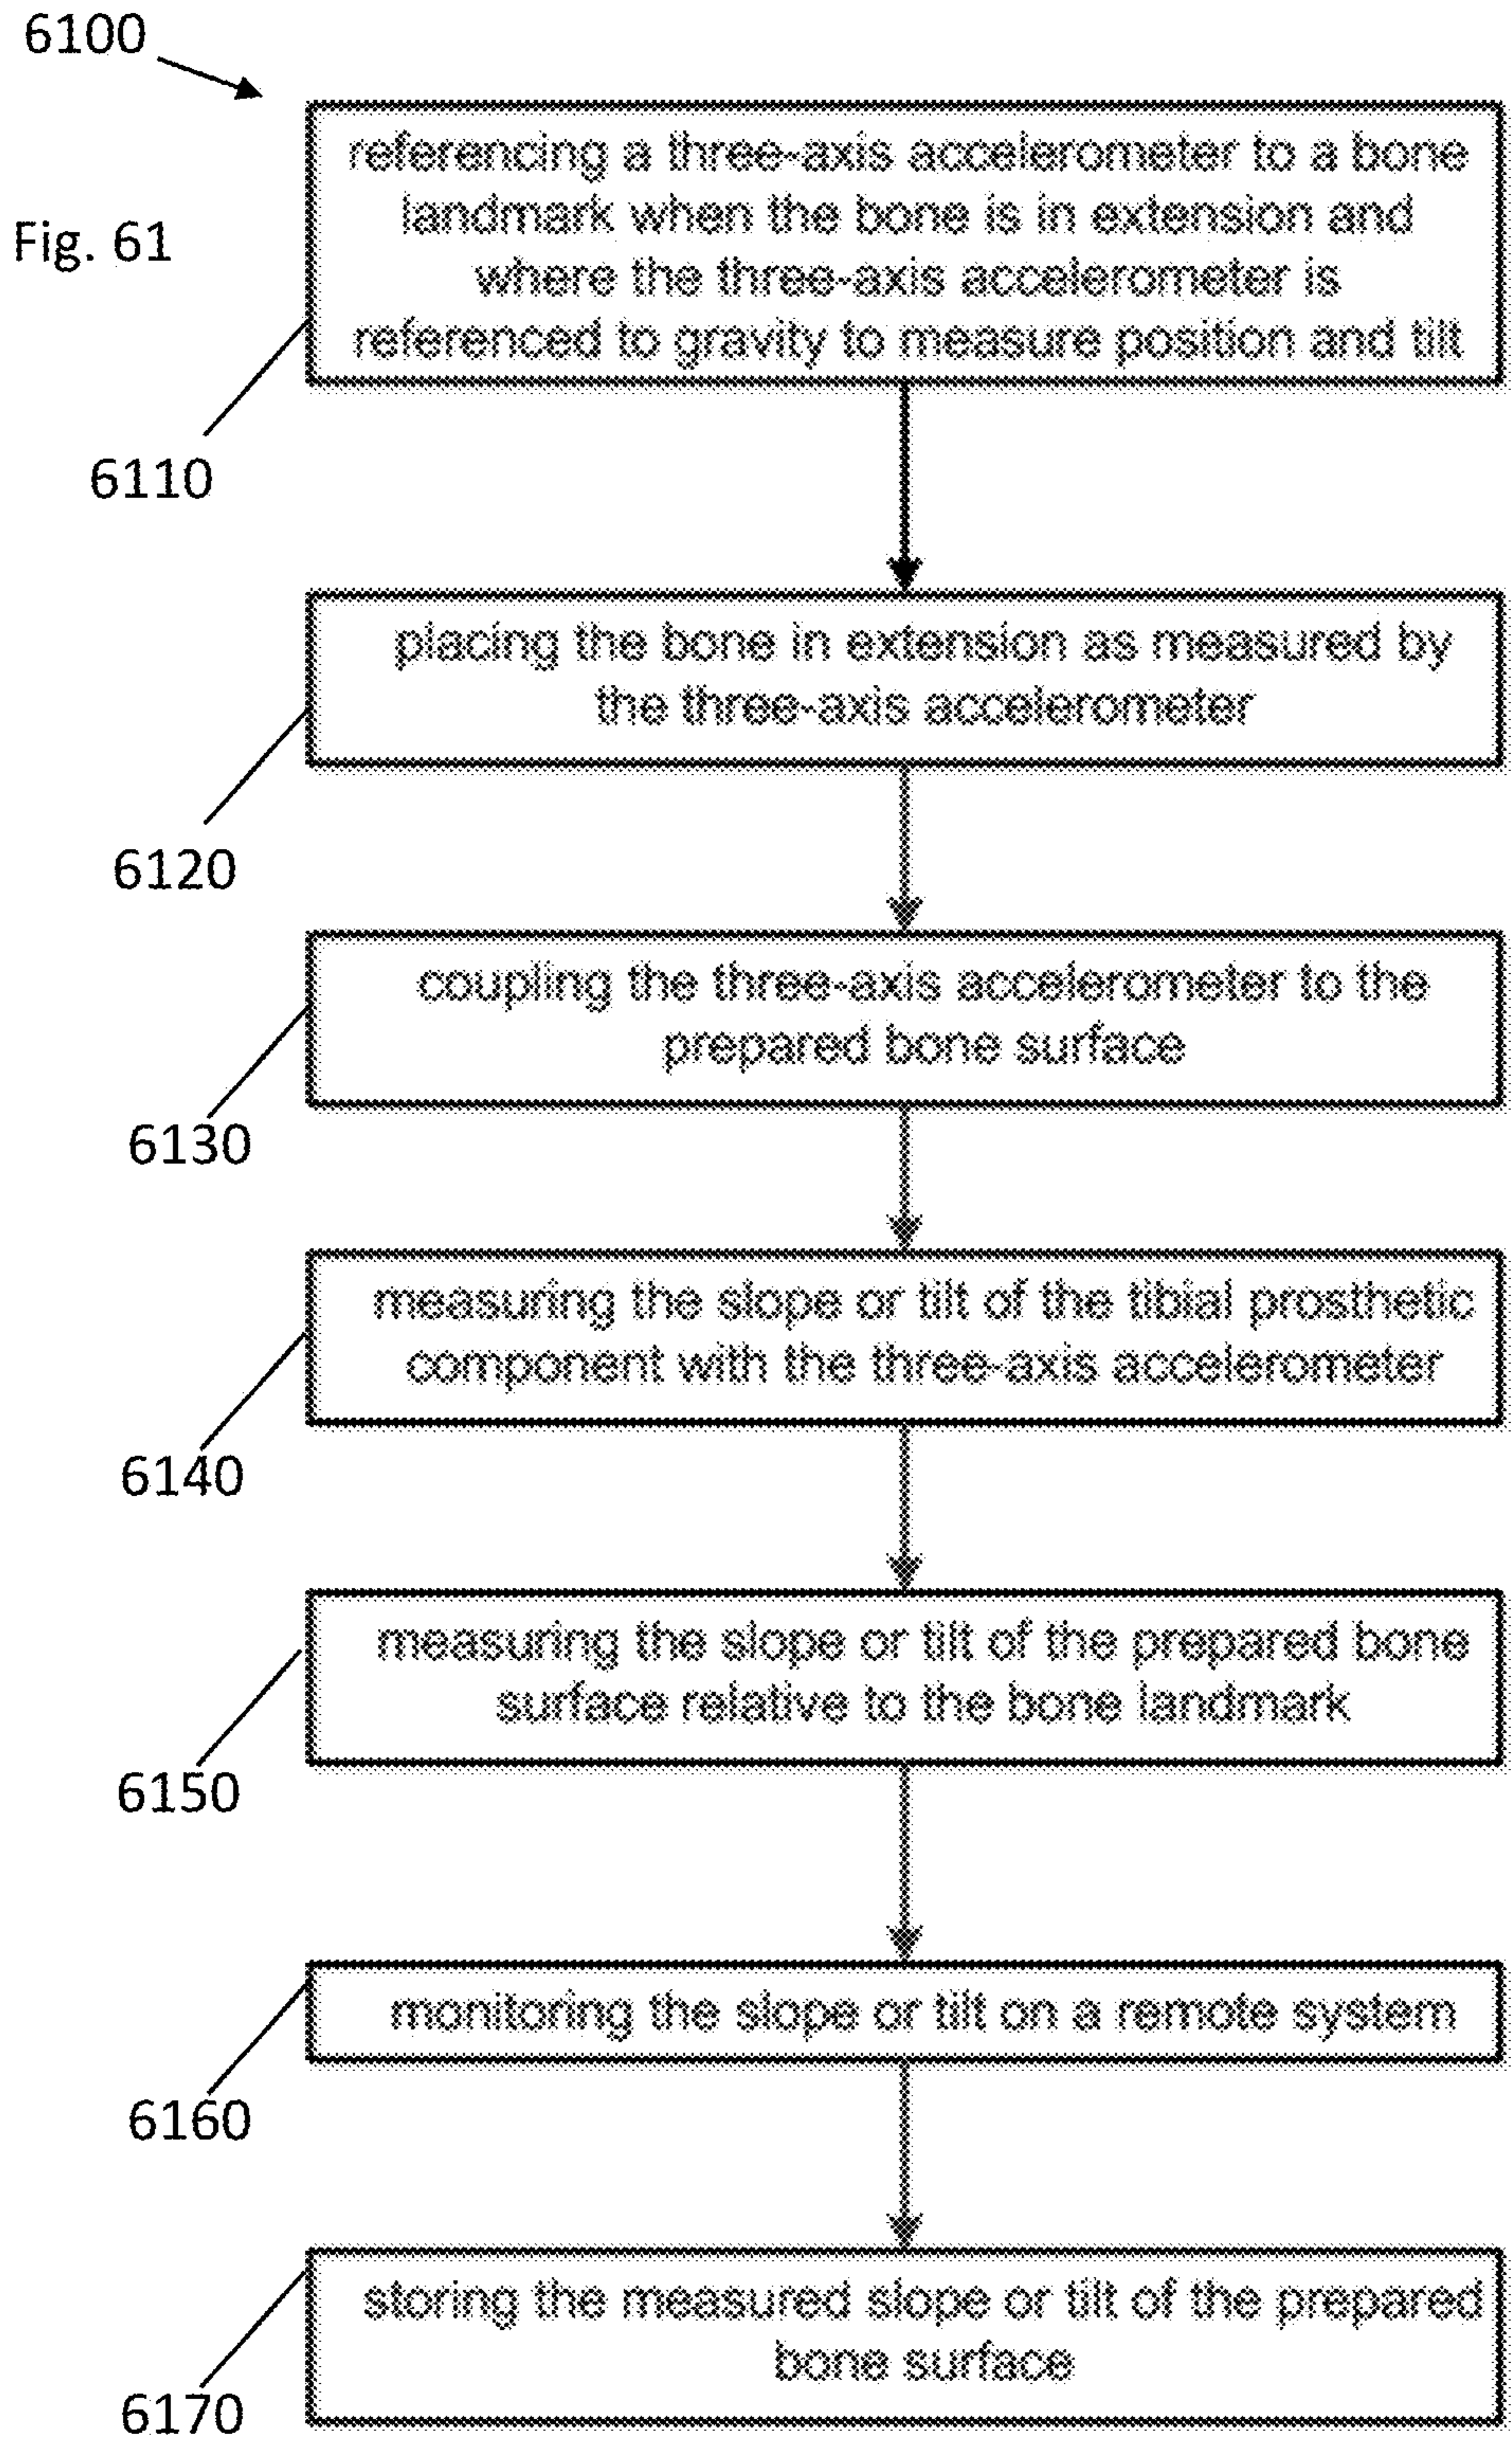 6100
Fig. 61
referencing a three-axis accelerometer to a bone
landmark when the bone is in extension and
where the three-axis accelerometer is
referenced to gravity to measure position and tilt
6110
placing the bone in extension as measured by
the three-axis accelerometer
6120
coupling the three-axis accelerometer to the
prepared bone surface
6130
measuring the slope or tilt of the tibial prosthetic
component with the three-axis accelerometer
6140
measuring the slope or tilt of the prepared bone
surface relative to the bone landmark
6150
monitoring the slope or tilt on a remote system
6160
storing the measured slope or tilt of the prepared
bone surface
6170